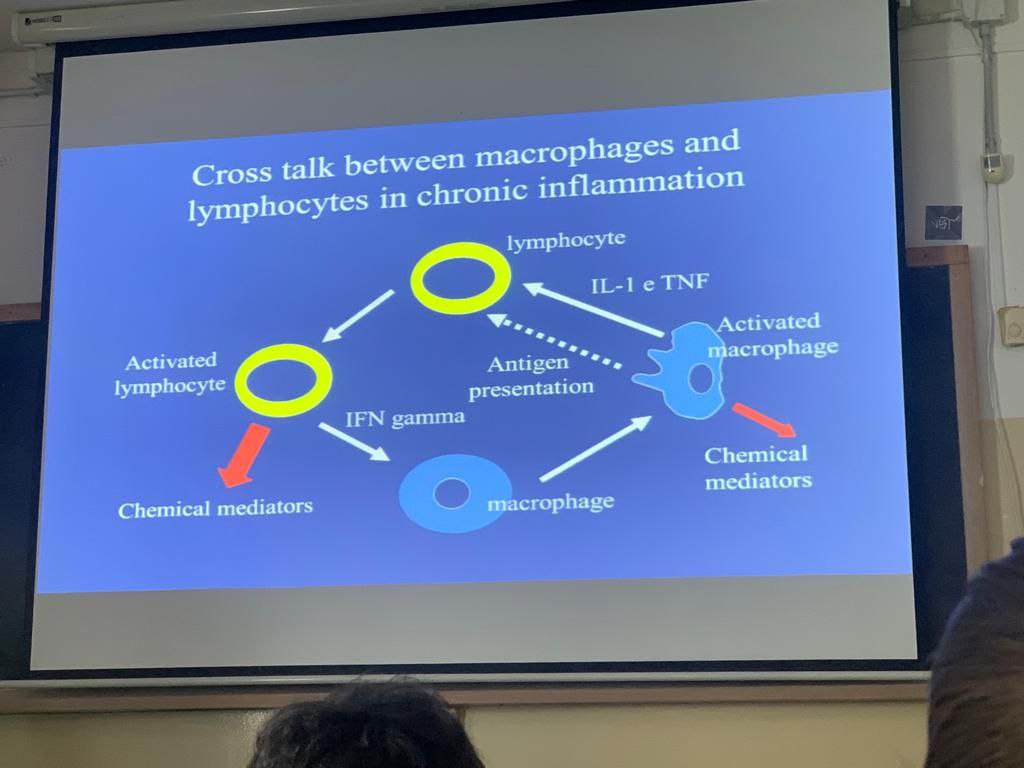 Cross talk between macrophages and
lymphocytes in chronic inflammation
lymphocyte
IL-1 e TNF
Activated
macrophage
Antigen
presentation
Activated
lymphocyte
IFN gamma
Chemical
mediators
macrophage
Chemical mediators